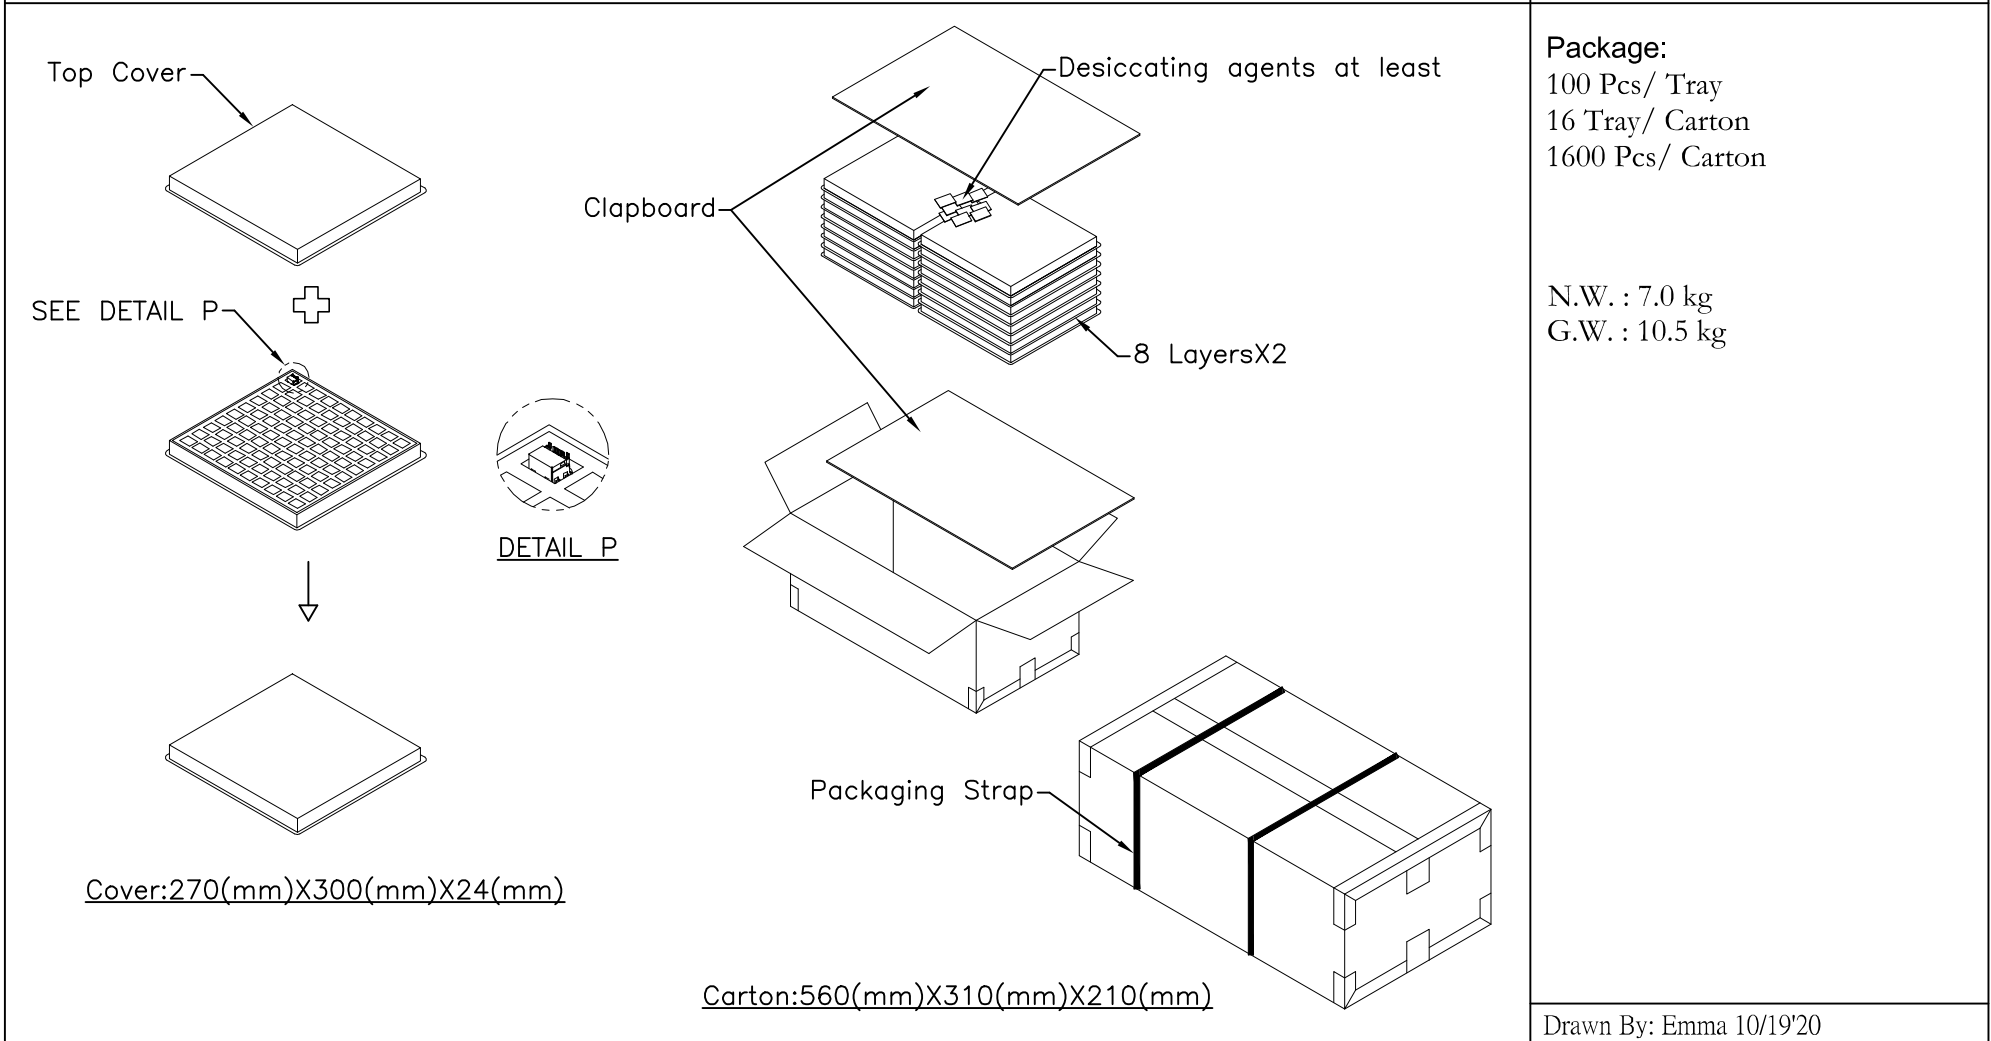 Top Cover
SEE DETAIL P
DETAIL P
Cover:270(mm)X300(mm)X24(mm)
Desiccating agents at least
Clapboard
8 LayersX2
Packaging Strap
Carton:560(mm)X310(mm)X210(mm)
Package:
100 Pcs/ Tray
16 Tray/ Carton
1600 Pcs/ Carton
N.W. : 7.0 kg
G.W. : 10.5 kg
Drawn By: Emma 10/19'20